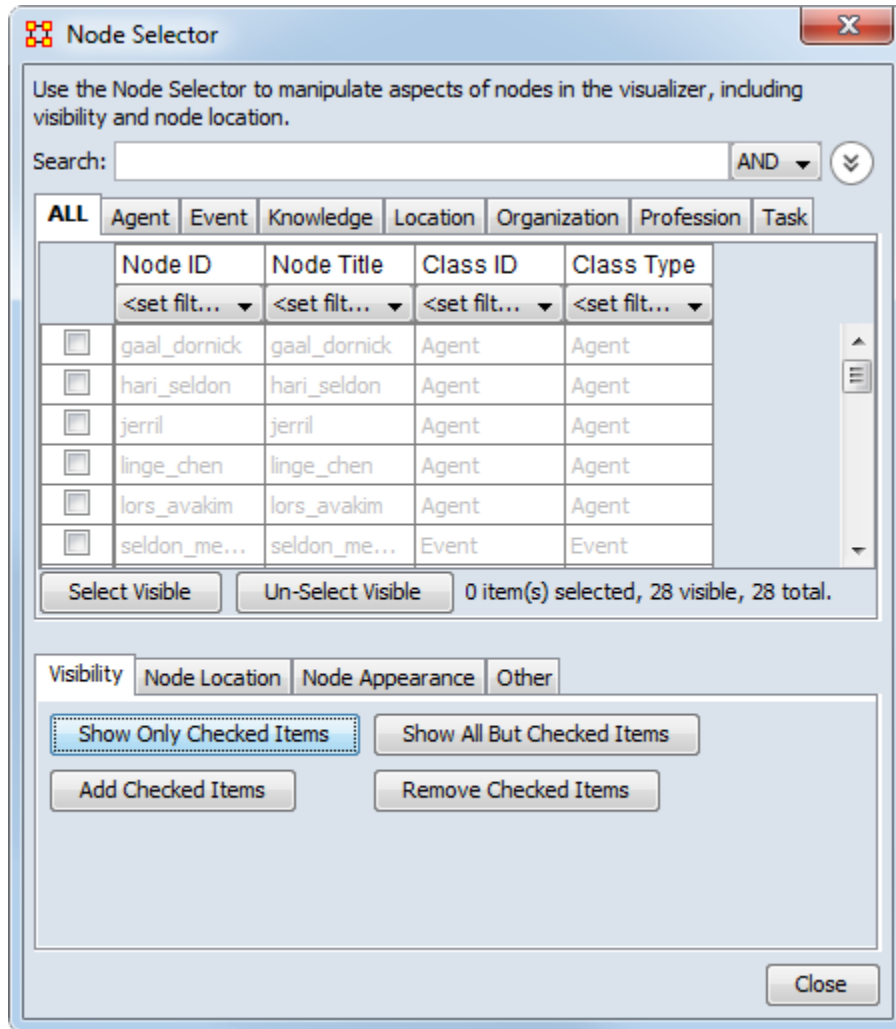 Node Selector
Use the Node Selector to manipulate aspects of nodes in the visualizer, including
visibility and node location.
Search: AND
ALL Agent Event Knowledge Location Organization Profession Task
Node ID Node Title Class ID Class Type
<set filt... <set filt... <set filt... <set filt...
gaal_dornick gaal_dornick Agent Agent
hari_seldon hari_seldon Agent Agent
jerril jerril Agent Agent
linge_chen linge_chen Agent Agent
lors_avakim lors_avakim Agent Agent
seldon_me... seldon_me... Event Event
Select Visible Un-Select Visible 0 item(s) selected, 28 visible, 28 total.
Visibility Node Location Node Appearance Other
Show Only Checked Items Show All But Checked Items
Add Checked Items Remove Checked Items
Close